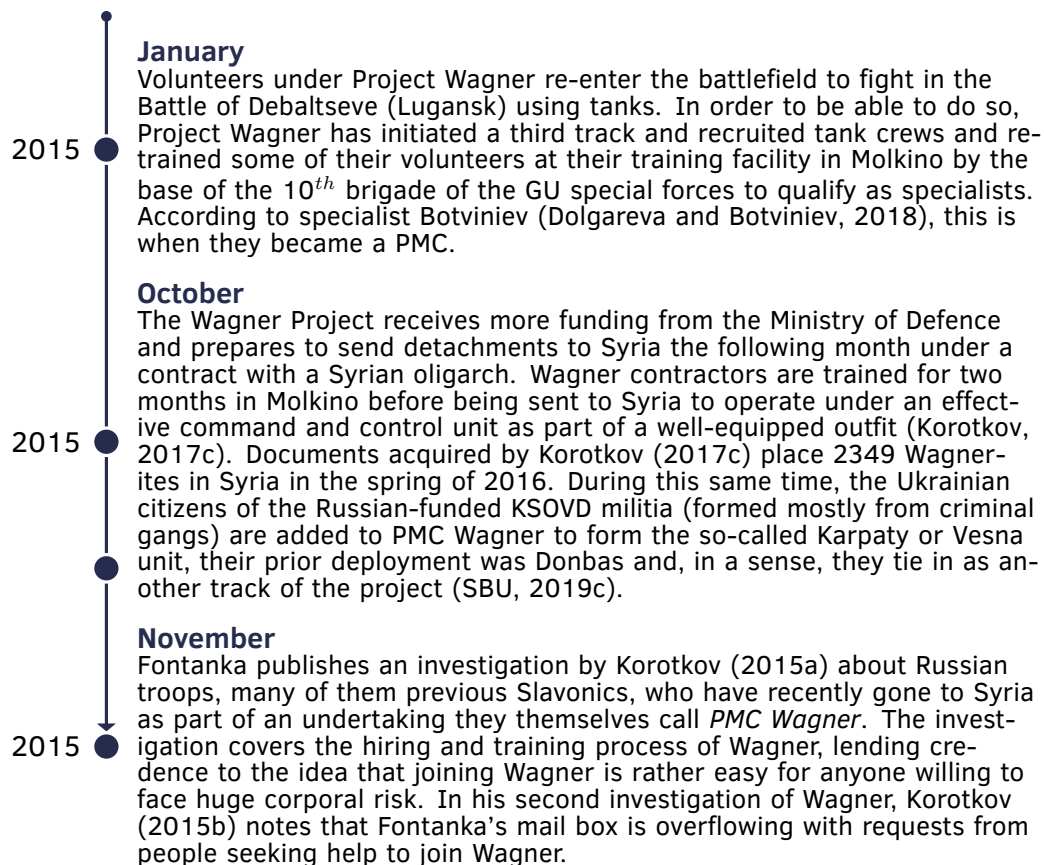 January
Volunteers under Project Wagner re-enter the battlefield to fight in the
Battle of Debaltseve (Lugansk) using tanks. In order to be able to do so,
Project Wagner has initiated a third track and recruited tank crews and re-
2015
trained some of their volunteers at their training facility in Molkino by the
base of the 10th brigade of the GU special forces to qualify as specialists.
According to specialist Botviniev (Dolgareva and Botviniev, 2018), this is
when they became a PMC.
October
The Wagner Project receives more funding from the Ministry of Defence
and prepares to send detachments to Syria the following month under a
contract with a Syrian oligarch. Wagner contractors are trained for two
months in Molkino before being sent to Syria to operate under an effect-
ive command and control unit as part of a well-equipped outfit (Korotkov,
2015
2017c). Documents acquired by Korotkov (2017c) place 2349 Wagner-
ites in Syria in the spring of 2016. During this same time, the Ukrainian
citizens of the Russian-funded KSOVD militia (formed mostly from criminal
gangs) are added to PMC Wagner to form the so-called Karpaty or Vesna
unit, their prior deployment was Donbas and, in a sense, they tie in as an-
other track of the project (SBU, 2019c).
November
Fontanka publishes an investigation by Korotkov (2015a) about Russian
troops, many of them previous Slavonics, who have recently gone to Syria
as part of an undertaking they themselves call PMC Wagner. The invest-
2015
igation covers the hiring and training process of Wagner, lending cre-
dence to the idea that joining Wagner is rather easy for anyone willing to
face huge corporal risk. In his second investigation of Wagner, Korotkov
(2015b) notes that Fontanka's mail box is overflowing with requests from
people seeking help to join Wagner.